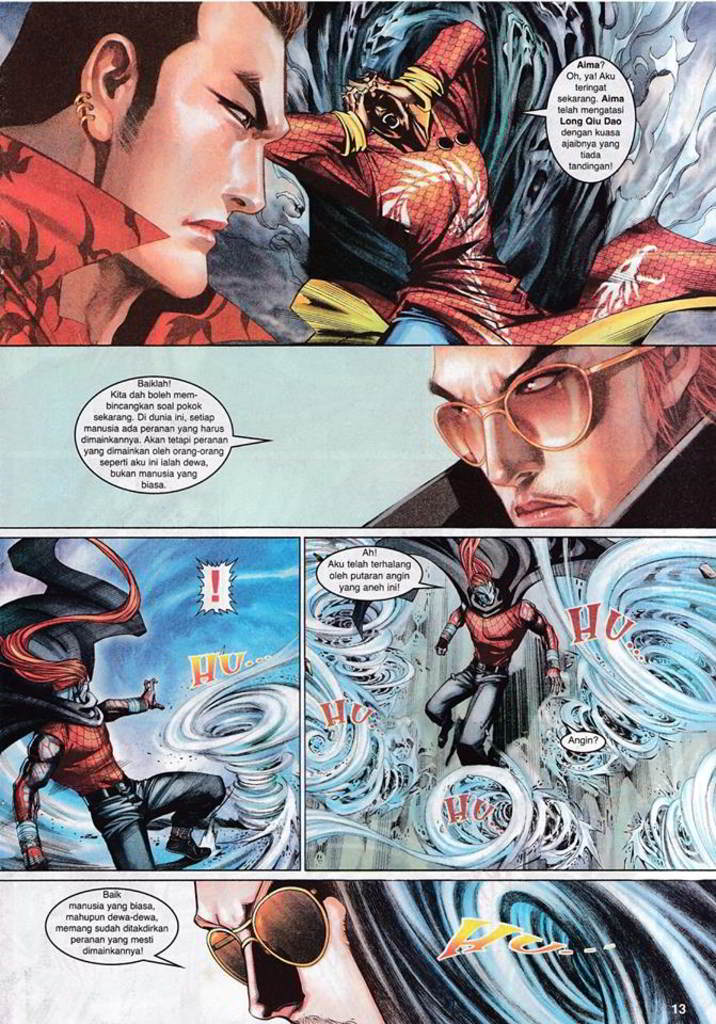 Aima?
Oh, ya! Aku
teringat
sekarang. Aima
telah mengatasi
Long Qiu Dao
dengan kuasa
ajaibnya yang
tiada
tandingan!
Baiklah!
Kita dah boleh mem-
bincangkan soal pokok
sekarang. Di dunia ini, setiap
manusia ada peranan yang harus
dimainkannya. Akan tetapi peranan
yang dimainkan oleh orang-orang
seperti aku ini ialah dewa,
bukan manusia yang
biasa.
!
HU...
Ah!
Aku telah terhalang
oleh putaran angin
yang aneh ini!
HU...
HU...
Angin?
HU...
Baik
manusia yang biasa,
mahupun dewa-dewa,
memang sudah ditakdirkan
peranan yang mesti
dimainkannya!
HU...
13